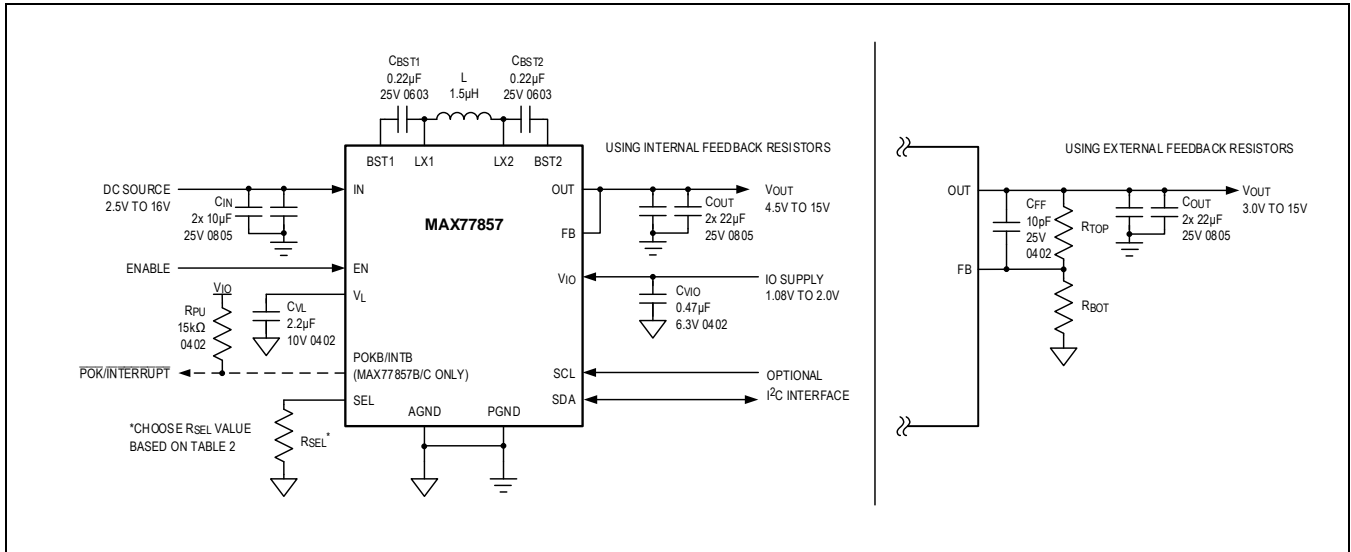 CBST1
0.22µF
25V 0603
L
1.5µH
CBST2
0.22µF
25V 0603
BST1
LX1
LX2
BST2
USING INTERNAL FEEDBACK RESISTORS
DC SOURCE
2.5V TO 16V
CIN
2x 10µF
25V 0805
IN
MAX77857
OUT
FB
COUT
2x 22µF
25V 0805
VOUT
4.5V TO 15V
ENABLE
EN
VIO
RPU
15kΩ
0402
CVL
2.2µF
10V 0402
VL
VIO
CVIO
0.47µF
6.3V 0402
IO SUPPLY
1.08V TO 2.0V
POK/INTERRUPT
POKB/INTB
(MAX77857B/C ONLY)
SCL
SDA
OPTIONAL
I²C INTERFACE
SEL
AGND
PGND
*CHOOSE RSEL VALUE
BASED ON TABLE 2
RSEL*
USING EXTERNAL FEEDBACK RESISTORS
OUT
CFF
10pF
25V
0402
RTOP
COUT
2x 22µF
25V 0805
VOUT
3.0V TO 15V
FB
RBOT